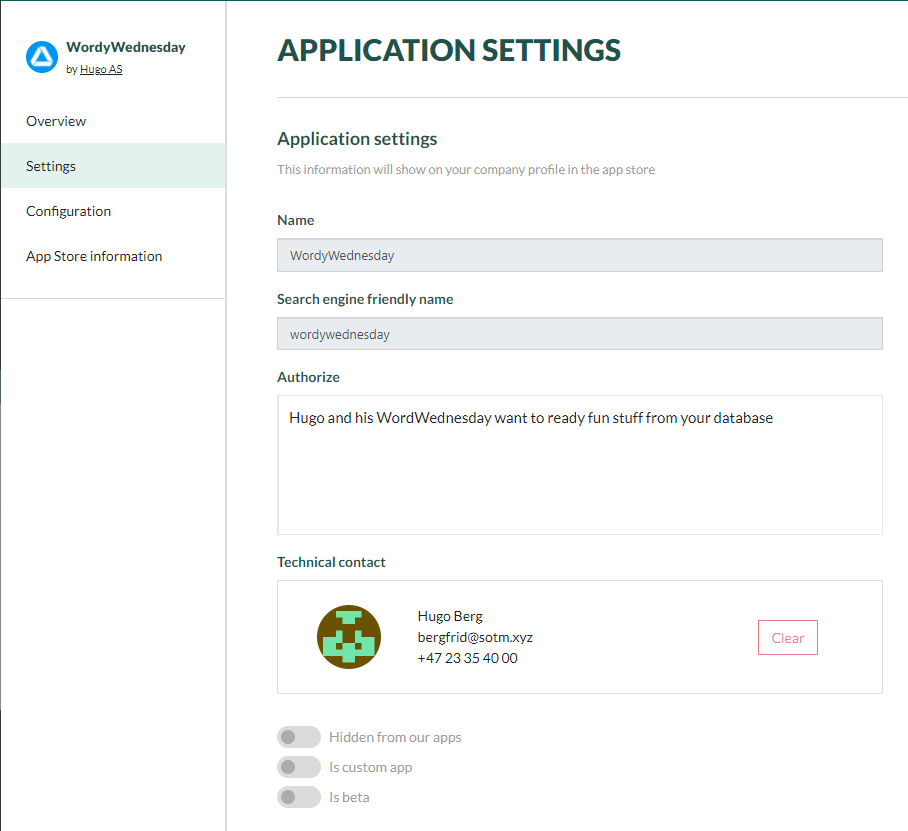 WordyWednesday
by Hugo AS
Overview
Settings
Configuration
App Store information
APPLICATION SETTINGS
Application settings
This information will show on your company profile in the app store
Name
WordyWednesday
Search engine friendly name
wordywednesday
Authorize
Hugo and his WordWednesday want to ready fun stuff from your database
Technical contact
Hugo Berg
bergfrid@sotm.xyz
+47 23 35 40 00
Clear
Hidden from our apps
Is custom app
Is beta